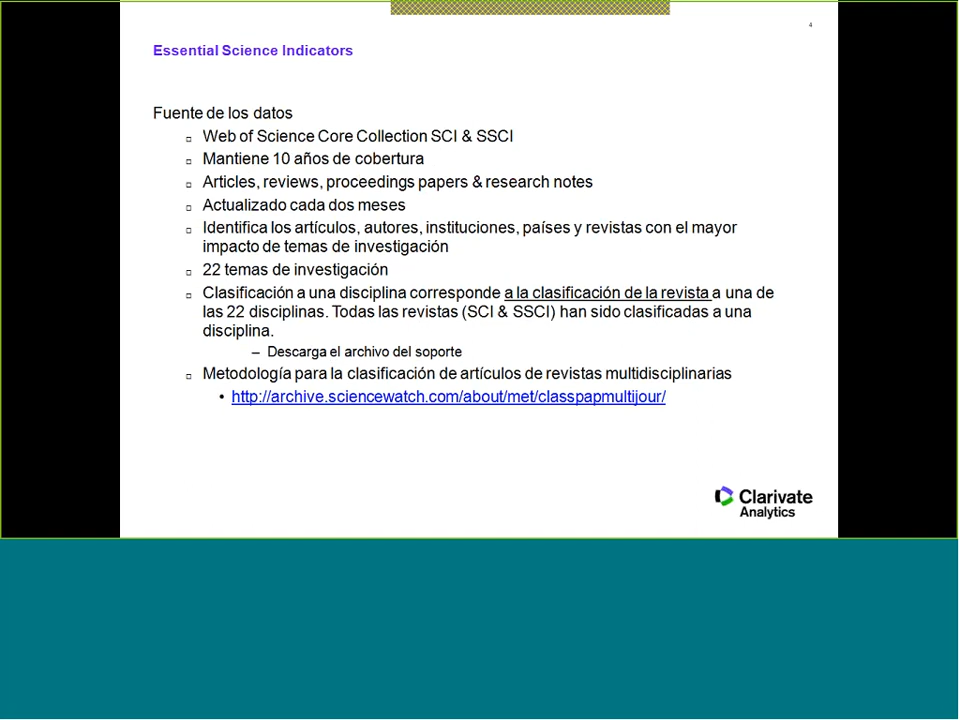 4
Essential Science Indicators
Fuente de los datos
Web of Science Core Collection SCI & SSCI
Mantiene 10 años de cobertura
Articles, reviews, proceedings papers & research notes
Actualizado cada dos meses
Identifica los artículos, autores, instituciones, países y revistas con el mayor
impacto de temas de investigación
22 temas de investigación
Clasificación a una disciplina corresponde a la clasificación de la revista a una de
las 22 disciplinas. Todas las revistas (SCI & SSCI) han sido clasificadas a una
disciplina.
– Descarga el archivo del soporte
Metodología para la clasificación de artículos de revistas multidisciplinarias
• http://archive.sciencewatch.com/about/met/classpapmultijour/
Clarivate
Analytics